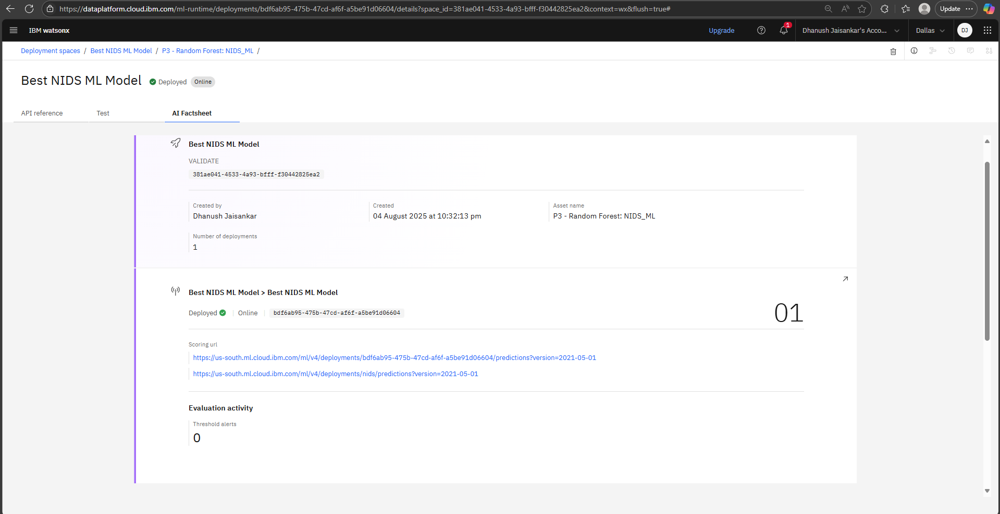 https://dataplatform.cloud.ibm.com/ml-runtime/deployments/bdf6ab95-475b-47cd-af6f-a5be91d06604/details?space_id=381ae041-4533-4a93-bfff-f30442825ea2&context=wx&flush=true#
Update
IBM watsonx
Upgrade
1
Dhanush Jaisankar's Acco...
Dallas
DJ
Deployment spaces / Best NIDS ML Model / P3 - Random Forest: NIDS_ML /
Best NIDS ML Model
Deployed
Online
API reference
Test
AI Factsheet
Best NIDS ML Model
VALIDATE
381ae041-4533-4a93-bfff-f30442825ea2
Created by
Dhanush Jaisankar
Created
04 August 2025 at 10:32:13 pm
Asset name
P3 - Random Forest: NIDS_ML
Number of deployments
1
Best NIDS ML Model > Best NIDS ML Model
Deployed
Online
bdf6ab95-475b-47cd-af6f-a5be91d06604
01
Scoring url
https://us-south.ml.cloud.ibm.com/ml/v4/deployments/bdf6ab95-475b-47cd-af6f-a5be91d06604/predictions?version=2021-05-01
https://us-south.ml.cloud.ibm.com/ml/v4/deployments/nids/predictions?version=2021-05-01
Evaluation activity
Threshold alerts
0